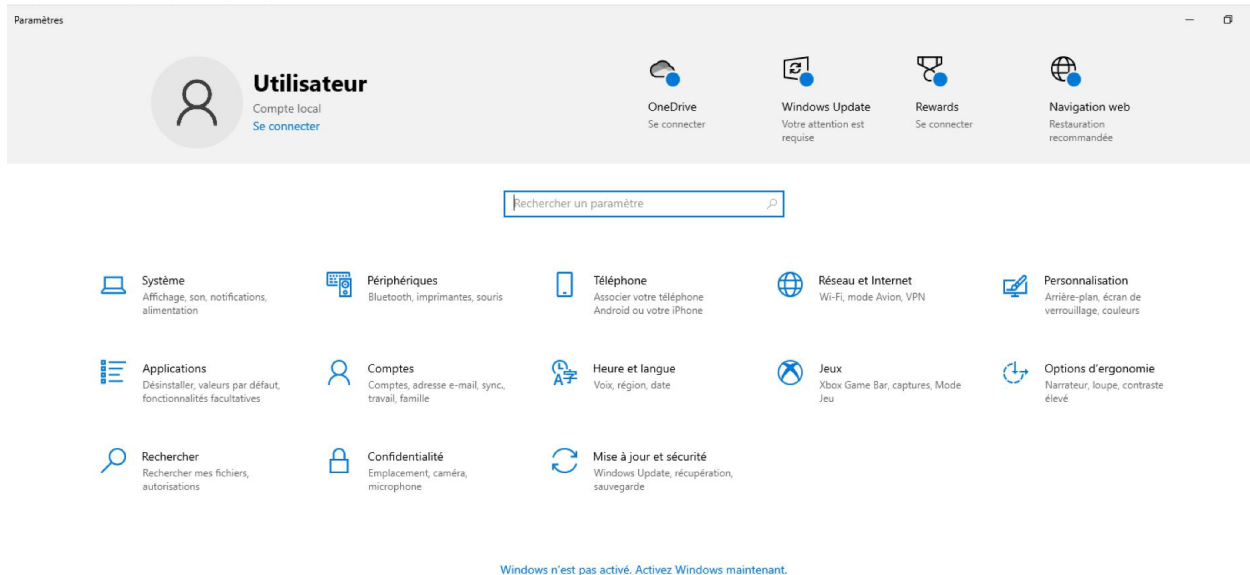 Paramètres
Utilisateur
Compte local
Se connecter
OneDrive
Se connecter
Windows Update
Votre attention est
requise
Rewards
Se connecter
Navigation web
Restauration
recommandée
Rechercher un paramètre
Système
Affichage, son, notifications,
alimentation
Périphériques
Bluetooth, imprimantes, souris
Téléphone
Associer votre téléphone
Android ou votre iPhone
Réseau et Internet
Wi-Fi, mode Avion, VPN
Personnalisation
Arrière-plan, écran de
verrouillage, couleurs
Applications
Désinstaller, valeurs par défaut,
fonctionnalités facultatives
Comptes
Comptes, adresse e-mail, sync.,
travail, famille
Heure et langue
Voix, région, date
Jeux
Xbox Game Bar, captures, Mode
Jeu
Options d'ergonomie
Narrateur, loupe, contraste
élevé
Rechercher
Rechercher mes fichiers,
autorisations
Confidentialité
Emplacement, caméra,
microphone
Mise à jour et sécurité
Windows Update, récupération,
sauvegarde
Windows n'est pas activé. Activez Windows maintenant.